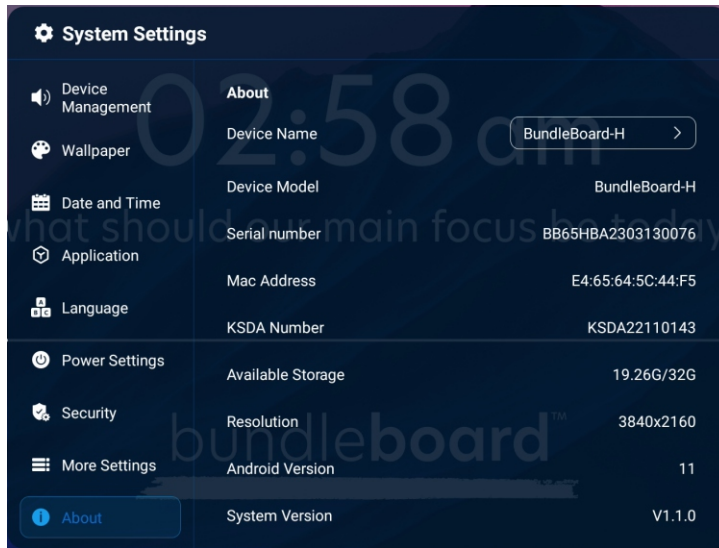 System Settings
02:58 am
what should our main focus be today
bundleboard™
Device
Management
Wallpaper
Date and Time
Application
Language
Power Settings
Security
More Settings
About
About
Device Name BundleBoard-H >
Device Model BundleBoard-H
Serial number BB65HBA2303130076
Mac Address E4:65:64:5C:44:F5
KSDA Number KSDA22110143
Available Storage 19.26G/32G
Resolution 3840x2160
Android Version 11
System Version V1.1.0